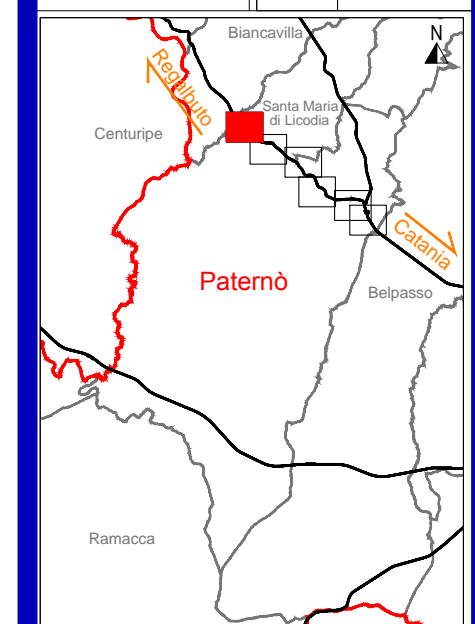 Biancavilla
N
Regalbuto
Santa Maria
di Licodia
Centuripe
Catania
Paternò
Belpasso
Ramacca